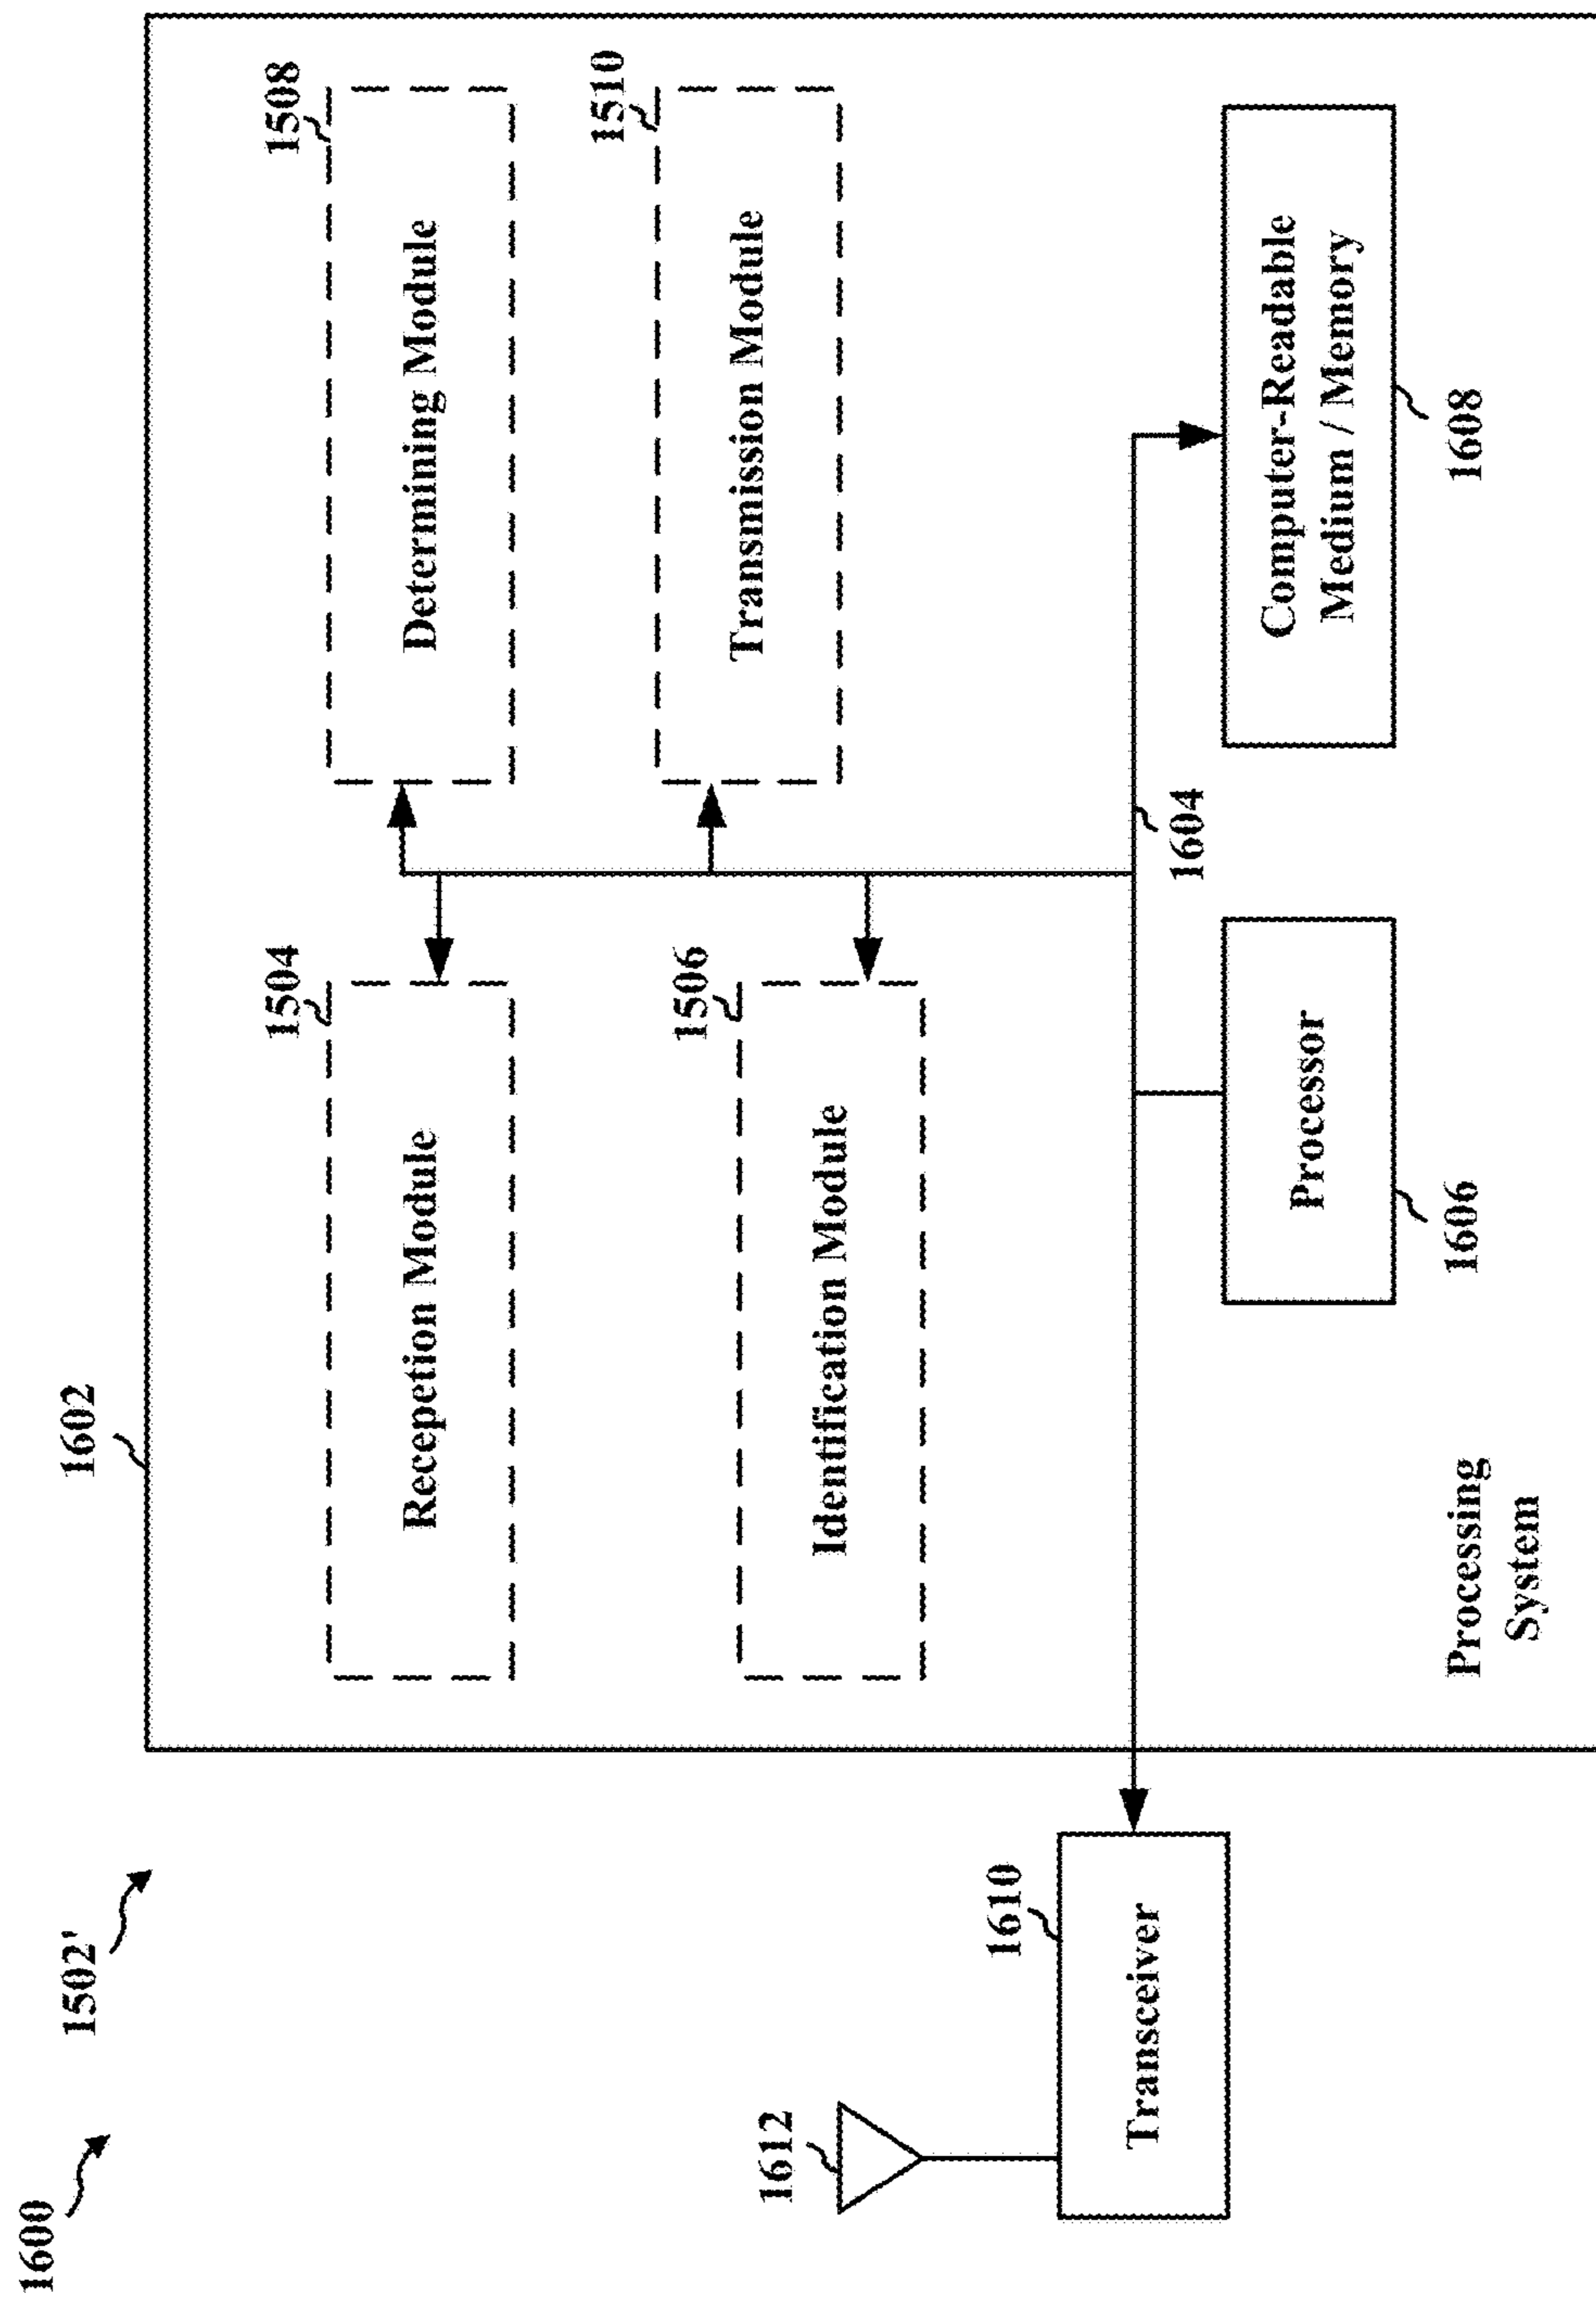 1600
1502'
1602
1504
1508
Reception Module
Determining Module
1510
1506
Transmission Module
Identification Module
1612
1610
1604
Transceiver
Processor
Computer-Readable
Medium / Memory
1606
1608
Processing
System